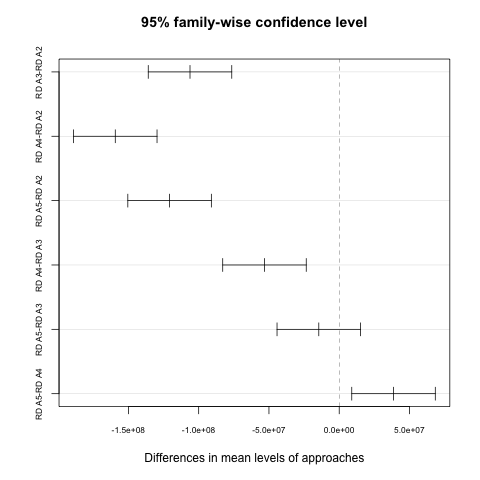 95% family-wise confidence level
RD A3-RD A2
RD A4-RD A2
RD A5-RD A2
RD A4-RD A3
RD A5-RD A3
RD A5-RD A4
-1.5e+08 -1.0e+08 -5.0e+07 0.0e+00 5.0e+07
Differences in mean levels of approaches